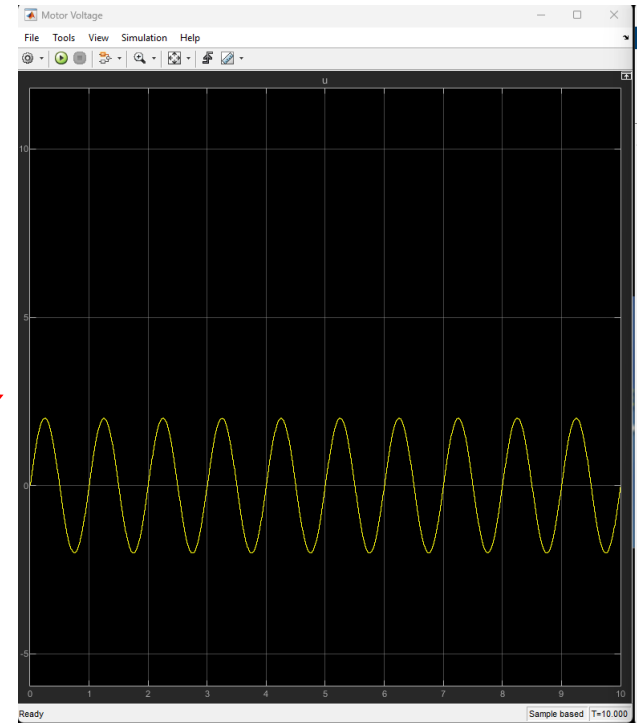 Motor Voltage
File Tools View Simulation Help
u
10
5
0
-5
0 1 2 3 4 5 6 7 8 9 10
Ready Sample based T=10.000